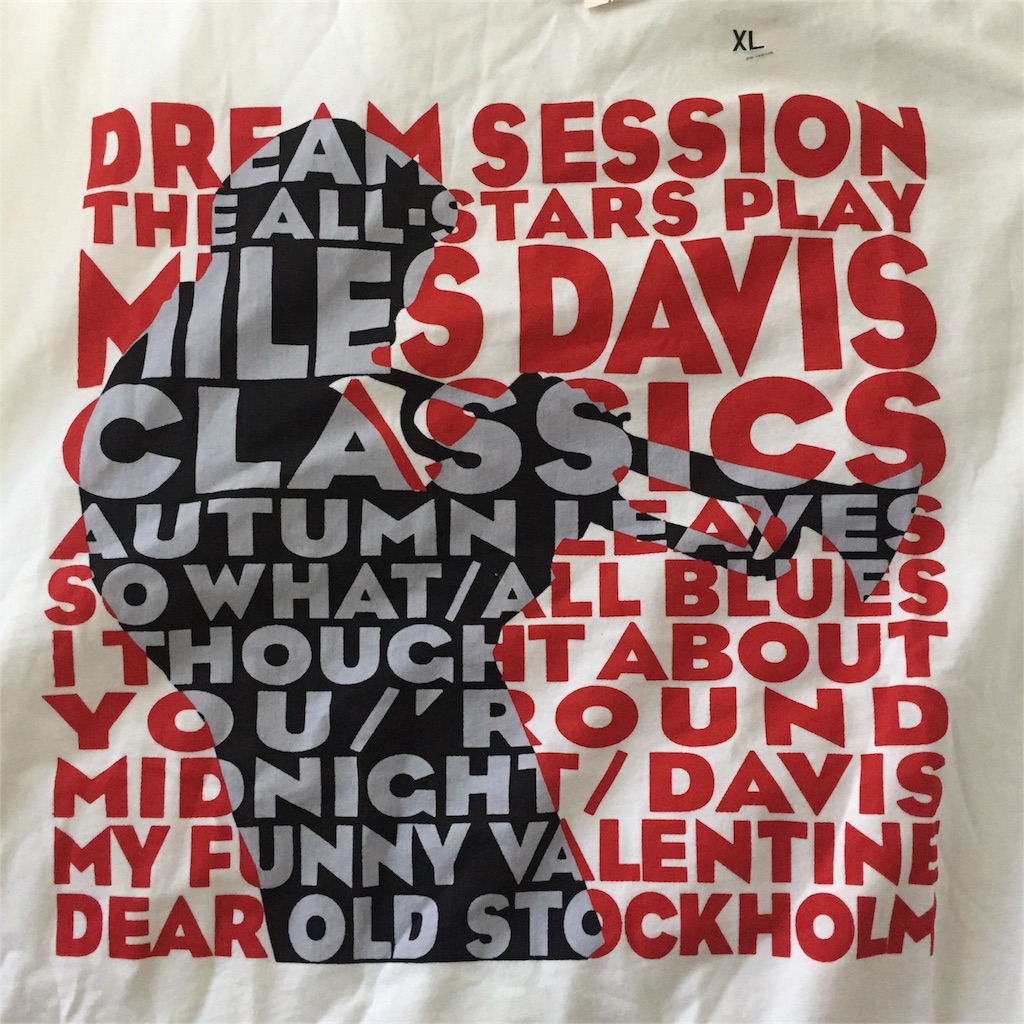 XL
DREAM SESSION
THE ALL-STARS PLAY
MILES DAVIS
CLASSICS
AUTUMN LEAVES
SO WHAT/ALL BLUES
I THOUGHT ABOUT
YOU/'ROUND
MIDNIGHT/DAVIS
MY FUNNY VALENTINE
DEAR OLD STOCKHOLM